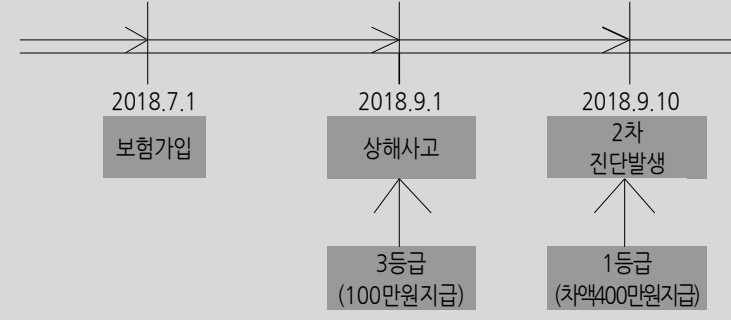 2018.7.1
보험가입
2018.9.1
상해사고
3등급
(100만원지급)
2018.9.10
2차
진단발생
1등급
(차액400만원지급)